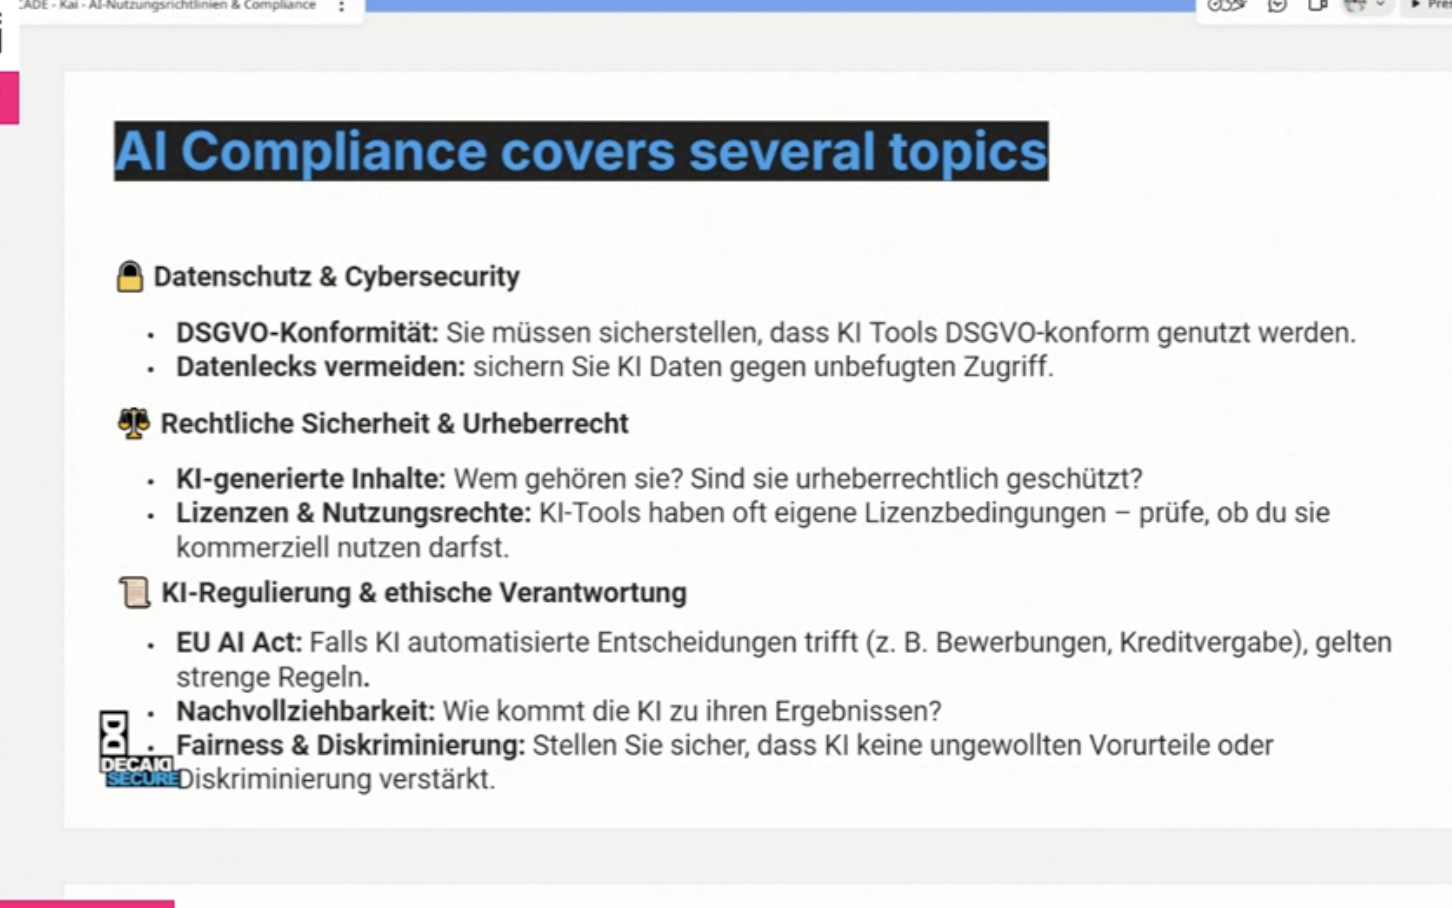 CADE - Kai - AI-Nutzungsrichtlinien & Compliance
AI Compliance covers several topics
Datenschutz & Cybersecurity
• DSGVO-Konformität: Sie müssen sicherstellen, dass KI Tools DSGVO-konform genutzt werden.
• Datenlecks vermeiden: sichern Sie KI Daten gegen unbefugten Zugriff.
Rechtliche Sicherheit & Urheberrecht
• KI-generierte Inhalte: Wem gehören sie? Sind sie urheberrechtlich geschützt?
• Lizenzen & Nutzungsrechte: KI-Tools haben oft eigene Lizenzbedingungen – prüfe, ob du sie
kommerziell nutzen darfst.
KI-Regulierung & ethische Verantwortung
• EU AI Act: Falls KI automatisierte Entscheidungen trifft (z. B. Bewerbungen, Kreditvergabe), gelten
strenge Regeln.
• Nachvollziehbarkeit: Wie kommt die KI zu ihren Ergebnissen?
• Fairness & Diskriminierung: Stellen Sie sicher, dass KI keine ungewollten Vorurteile oder
Diskriminierung verstärkt.
SECURE